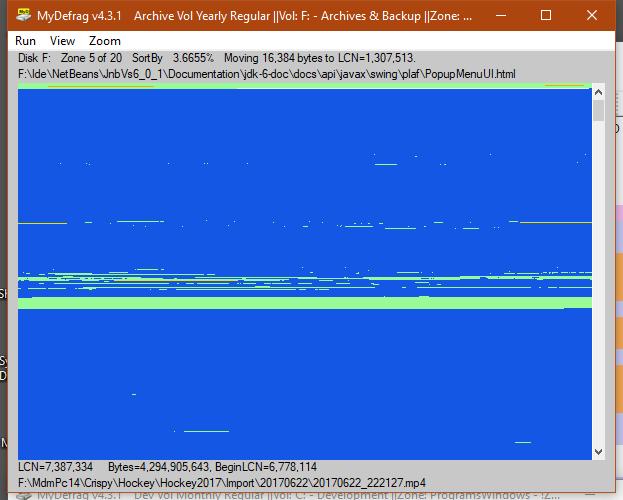 MyDefrag v4.3.1 Archive Vol Yearly Regular ||Vol: F: - Archives & Backup ||Zone: ...
Run View Zoom
Disk F: Zone 5 of 20 SortBy 3.6655% Moving 16,384 bytes to LCN=1,307,513.
F:\Ide\NetBeans\JnbVs6_0_1\Documentation\jdk-6-doc\docs\api\javax\swing\plaf\PopupMenuUI.html
LCN=7,387,334 Bytes=4,294,905,643, BeginLCN=6,778,114
F:\MdmPc14\Crispy\Hockey\Hockey2017\Import\20170622\20170622_222127.mp4
MyDefrag v4.3.1 Dev Vol Monthly Regular ||Vol: C: - Development ||Zone: ProgramsWindows -